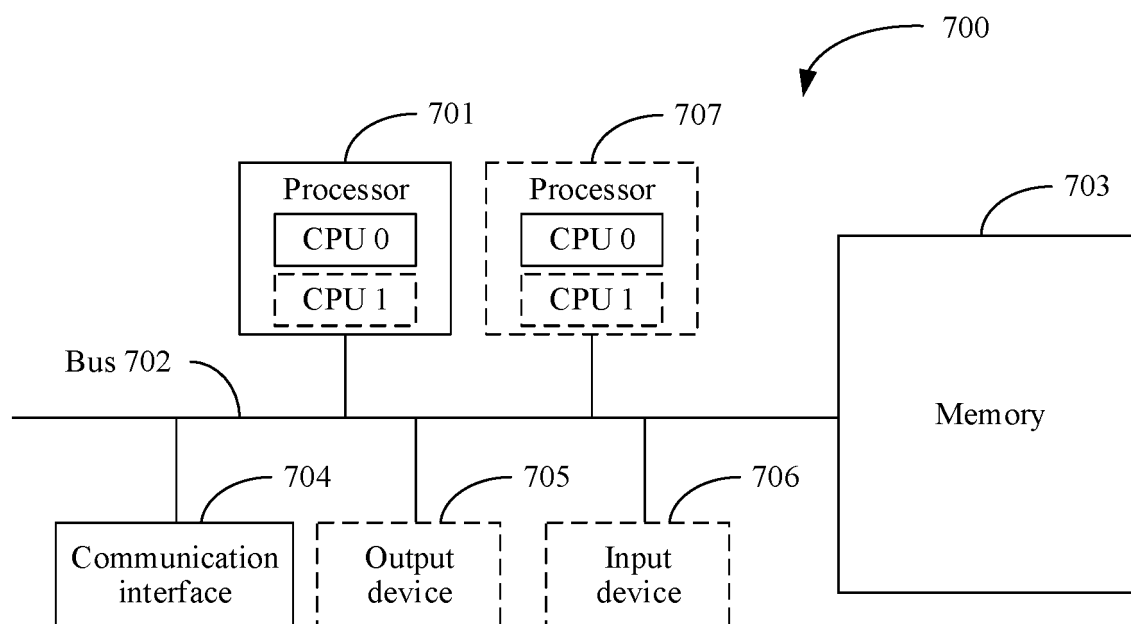 700
701
707
Processor
CPU 0
CPU 1
Processor
CPU 0
CPU 1
703
Bus 702
Memory
704
705
706
Communication
interface
Output
device
Input
device